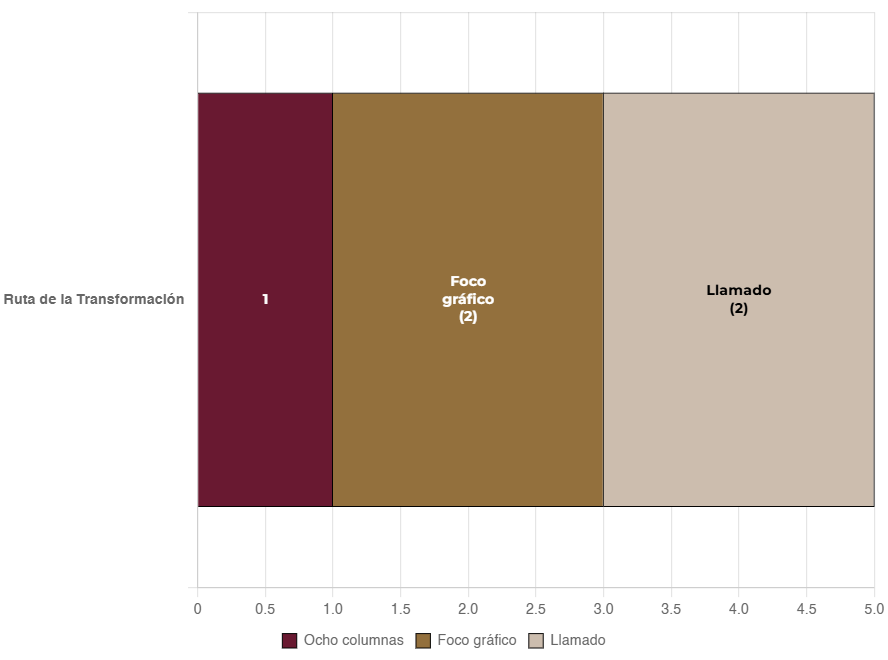 Ruta de la Transformación
1
Foco
gráfico
(2)
Llamado
(2)
0 0.5 1.0 1.5 2.0 2.5 3.0 3.5 4.0 4.5 5.0
Ocho columnas Foco gráfico Llamado